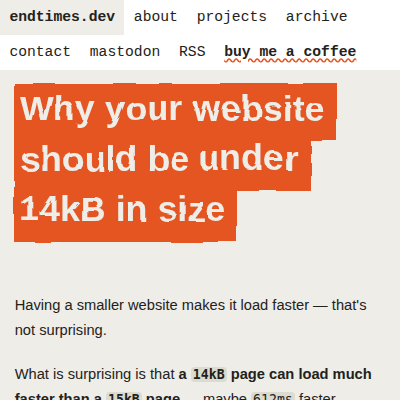 endtimes.dev about projects archive
contact mastodon RSS buy me a coffee
Why your website
should be under
14kB in size
Having a smaller website makes it load faster — that's
not surprising.
What is surprising is that a 14kB page can load much
faster than a 15kB page — maybe 612ms faster